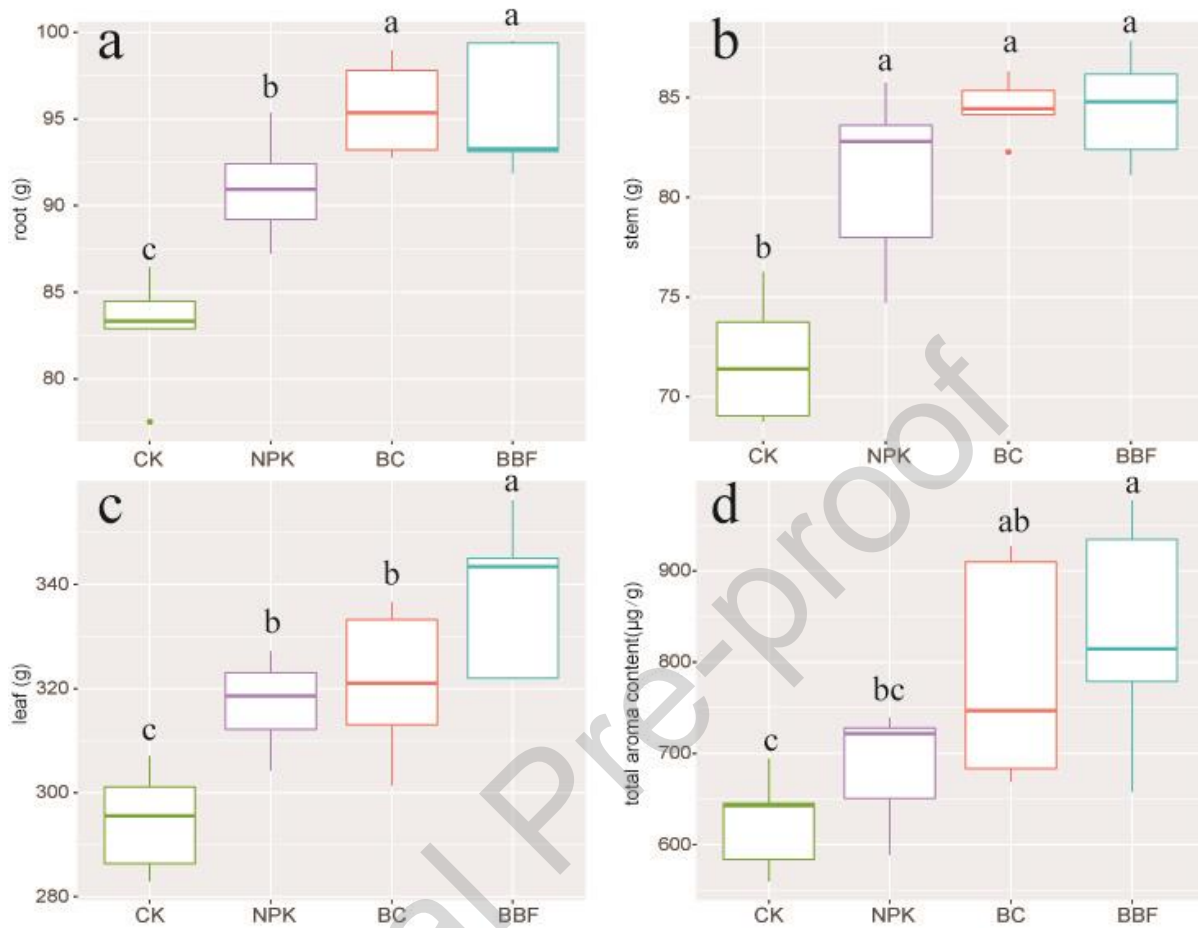 a
b
100
95
90
85
80
root (g)
c
b
a
a
CK NPK BC BBF
85
80
75
70
stem (g)
b
a
a
a
CK NPK BC BBF
c
d
340
320
300
280
leaf (g)
c
b
b
a
CK NPK BC BBF
900
800
700
600
total aroma content(μg/g)
c
bc
ab
a
CK NPK BC BBF
al Pre-proof